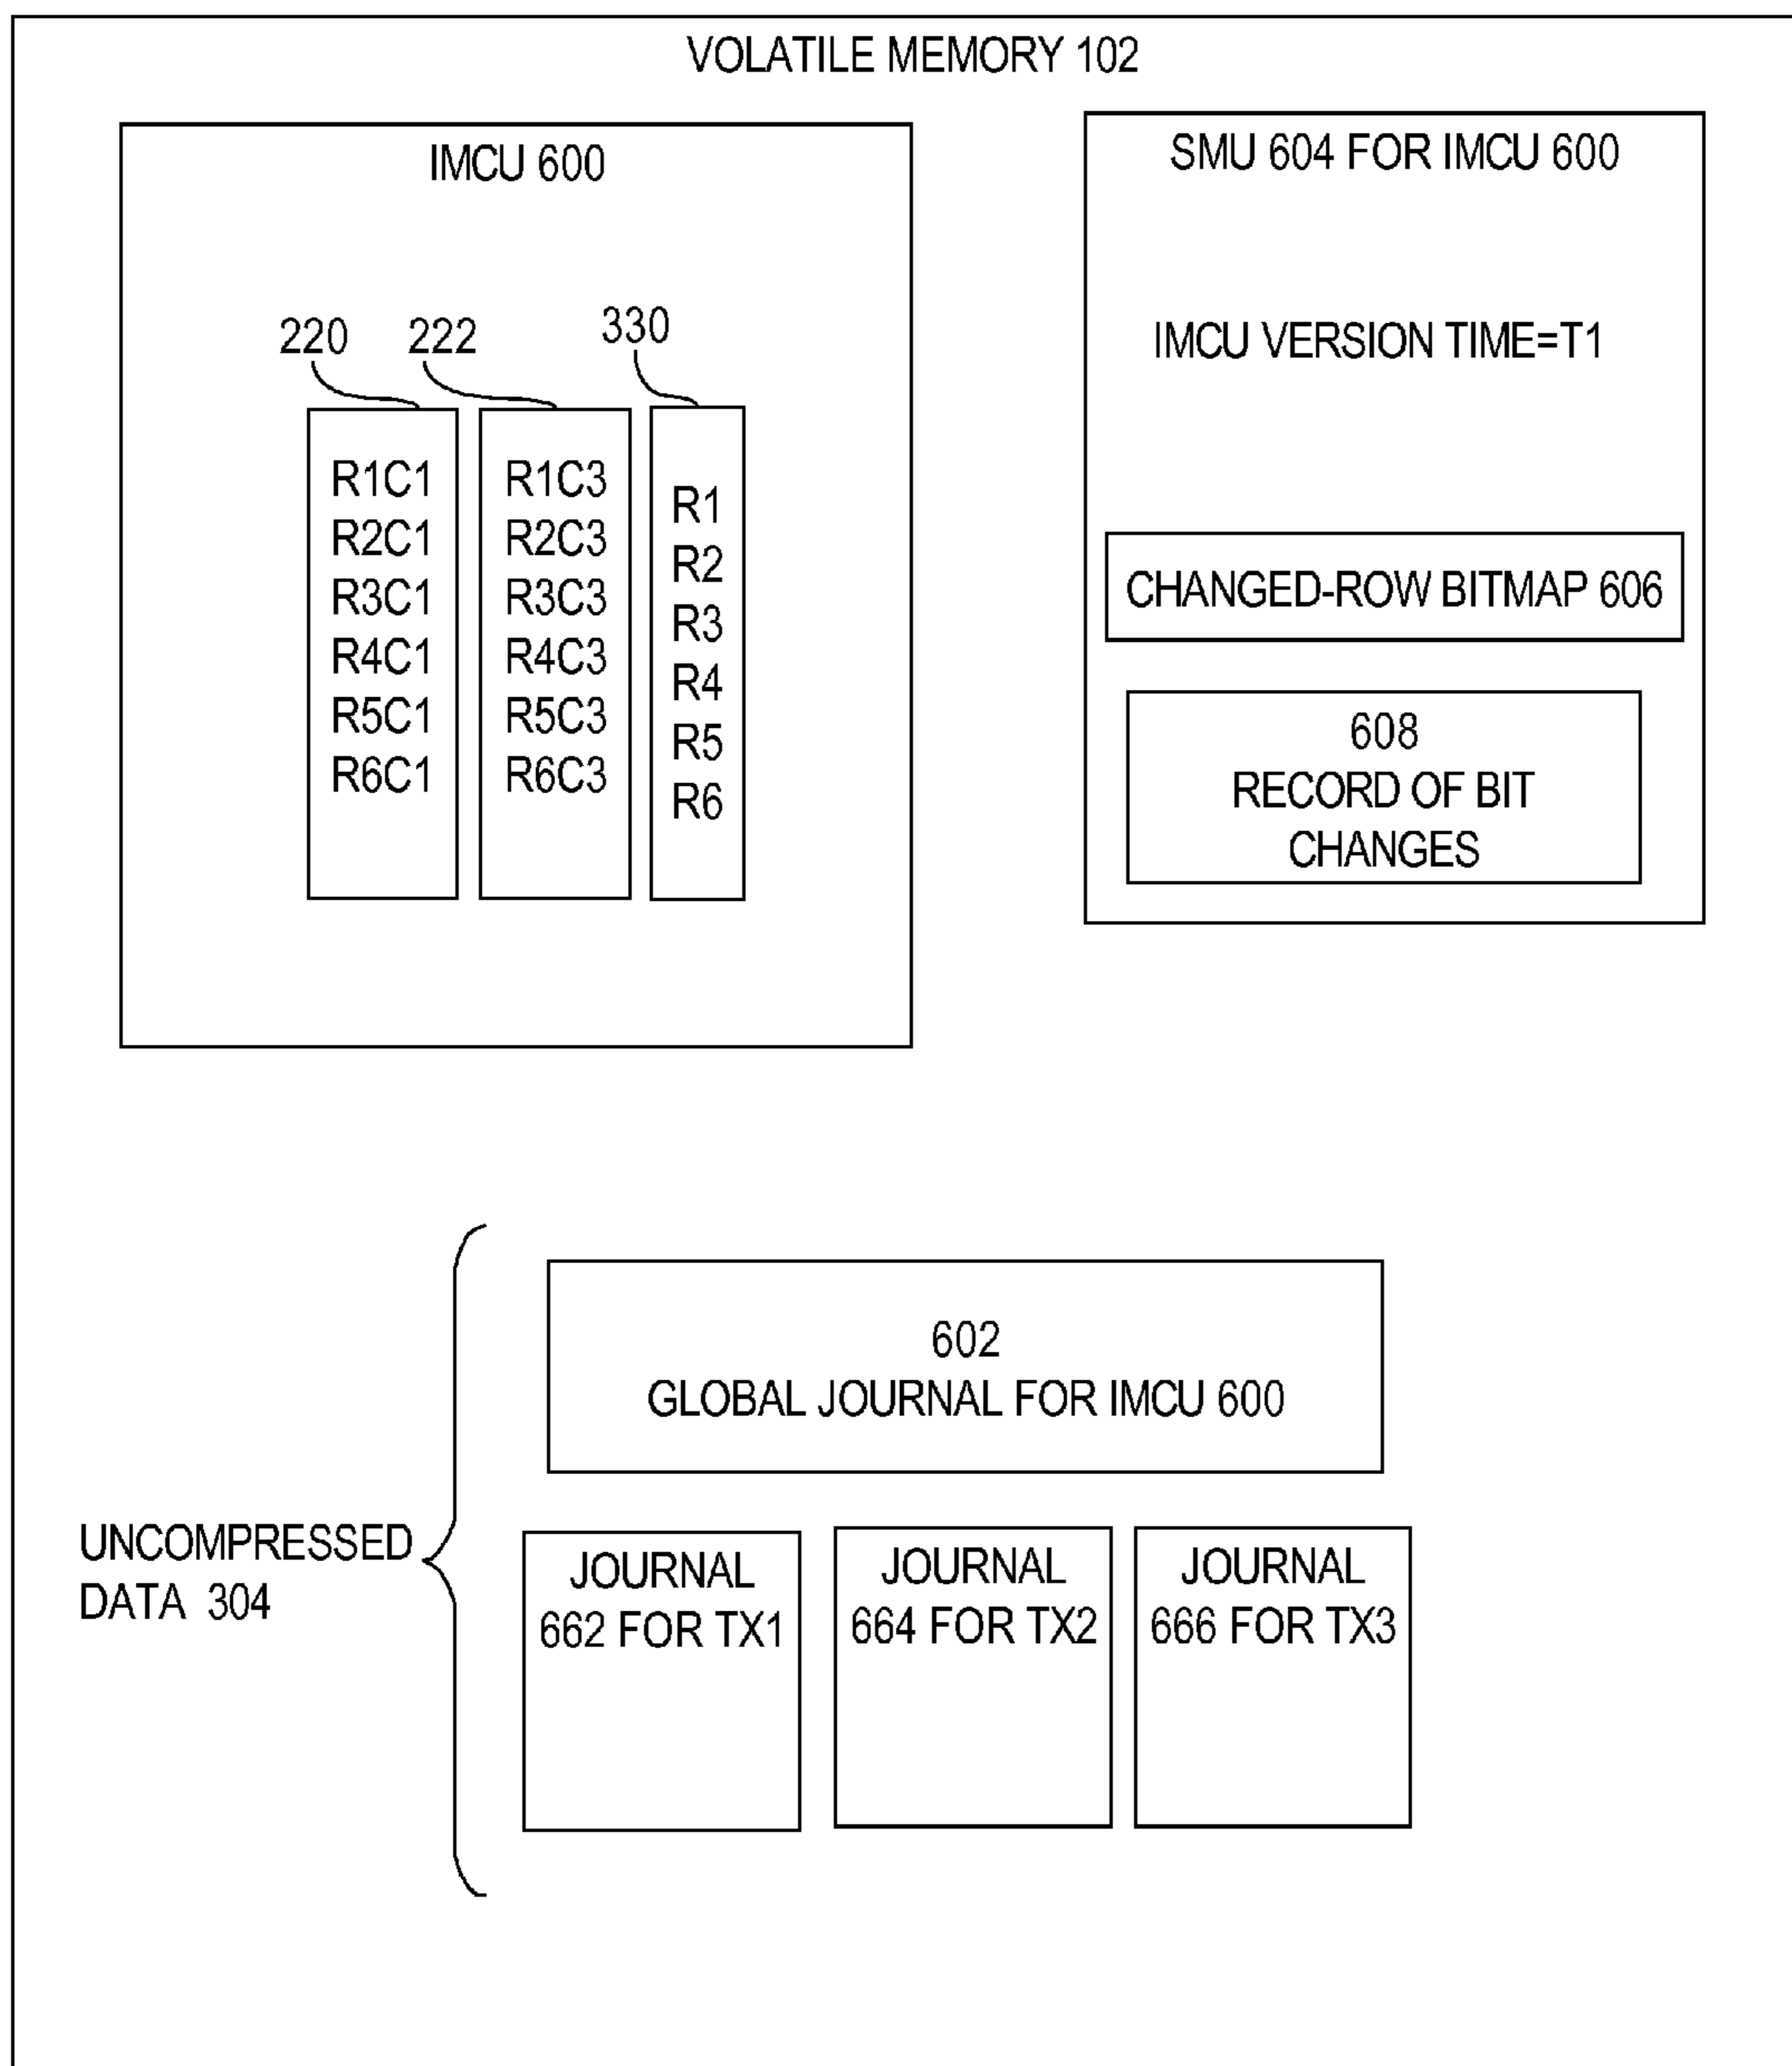 VOLATILE MEMORY 102
IMCU 600
220
222
330
R1C1
R2C1
R3C1
R4C1
R5C1
R6C1
R1C3
R2C3
R3C3
R4C3
R5C3
R6C3
R1
R2
R3
R4
R5
R6
SMU 604 FOR IMCU 600
IMCU VERSION TIME=T1
CHANGED-ROW BITMAP 606
608
RECORD OF BIT
CHANGES
UNCOMPRESSED
DATA 304
602
GLOBAL JOURNAL FOR IMCU 600
JOURNAL
662 FOR TX1
JOURNAL
664 FOR TX2
JOURNAL
666 FOR TX3